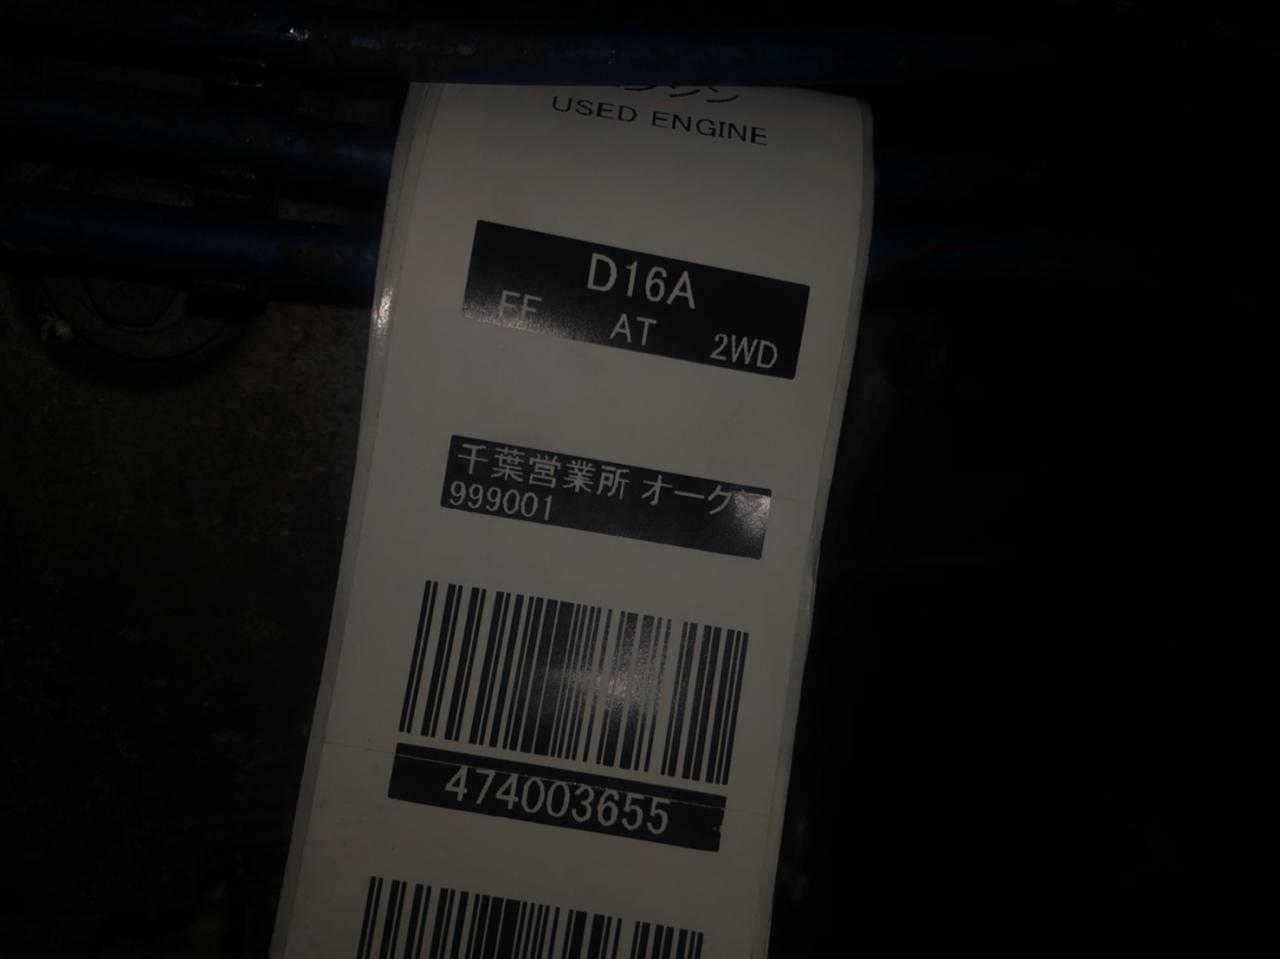 USED ENGINE
D16A
FF AT 2WD
千葉営業所 オーク
999001
474003655